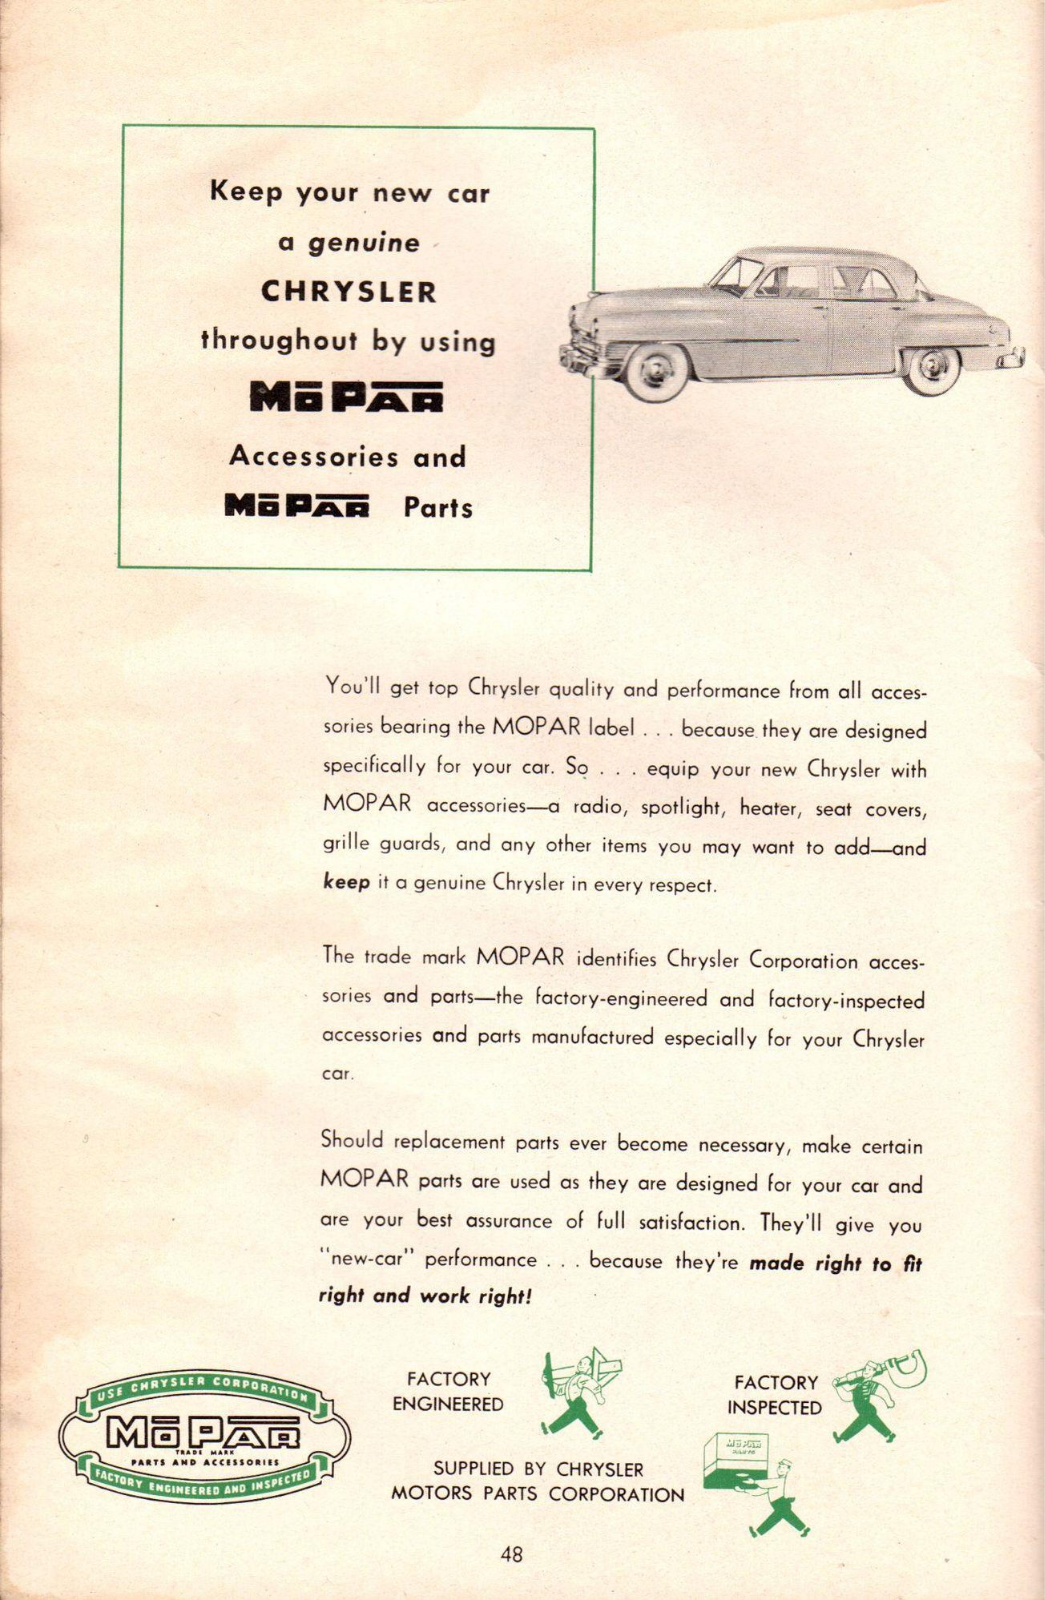 Keep your new car
a genuine
CHRYSLER
throughout by using
MōPAR
Accessories and
MōPAR Parts
You'll get top Chrysler quality and performance from all acces-
sories bearing the MOPAR label . . . because they are designed
specifically for your car. So . . . equip your new Chrysler with
MOPAR accessories—a radio, spotlight, heater, seat covers,
grille guards, and any other items you may want to add—and
keep it a genuine Chrysler in every respect.
The trade mark MOPAR identifies Chrysler Corporation acces-
sories and parts—the factory-engineered and factory-inspected
accessories and parts manufactured especially for your Chrysler
car.
Should replacement parts ever become necessary, make certain
MOPAR parts are used as they are designed for your car and
are your best assurance of full satisfaction. They'll give you
"new-car" performance . . . because they're made right to fit
right and work right!
USE CHRYSLER CORPORATION
MōPAR
TRADE MARK
PARTS AND ACCESSORIES
FACTORY ENGINEERED AND INSPECTED
FACTORY
ENGINEERED
FACTORY
INSPECTED
SUPPLIED BY CHRYSLER
MOTORS PARTS CORPORATION
MōPAR
48